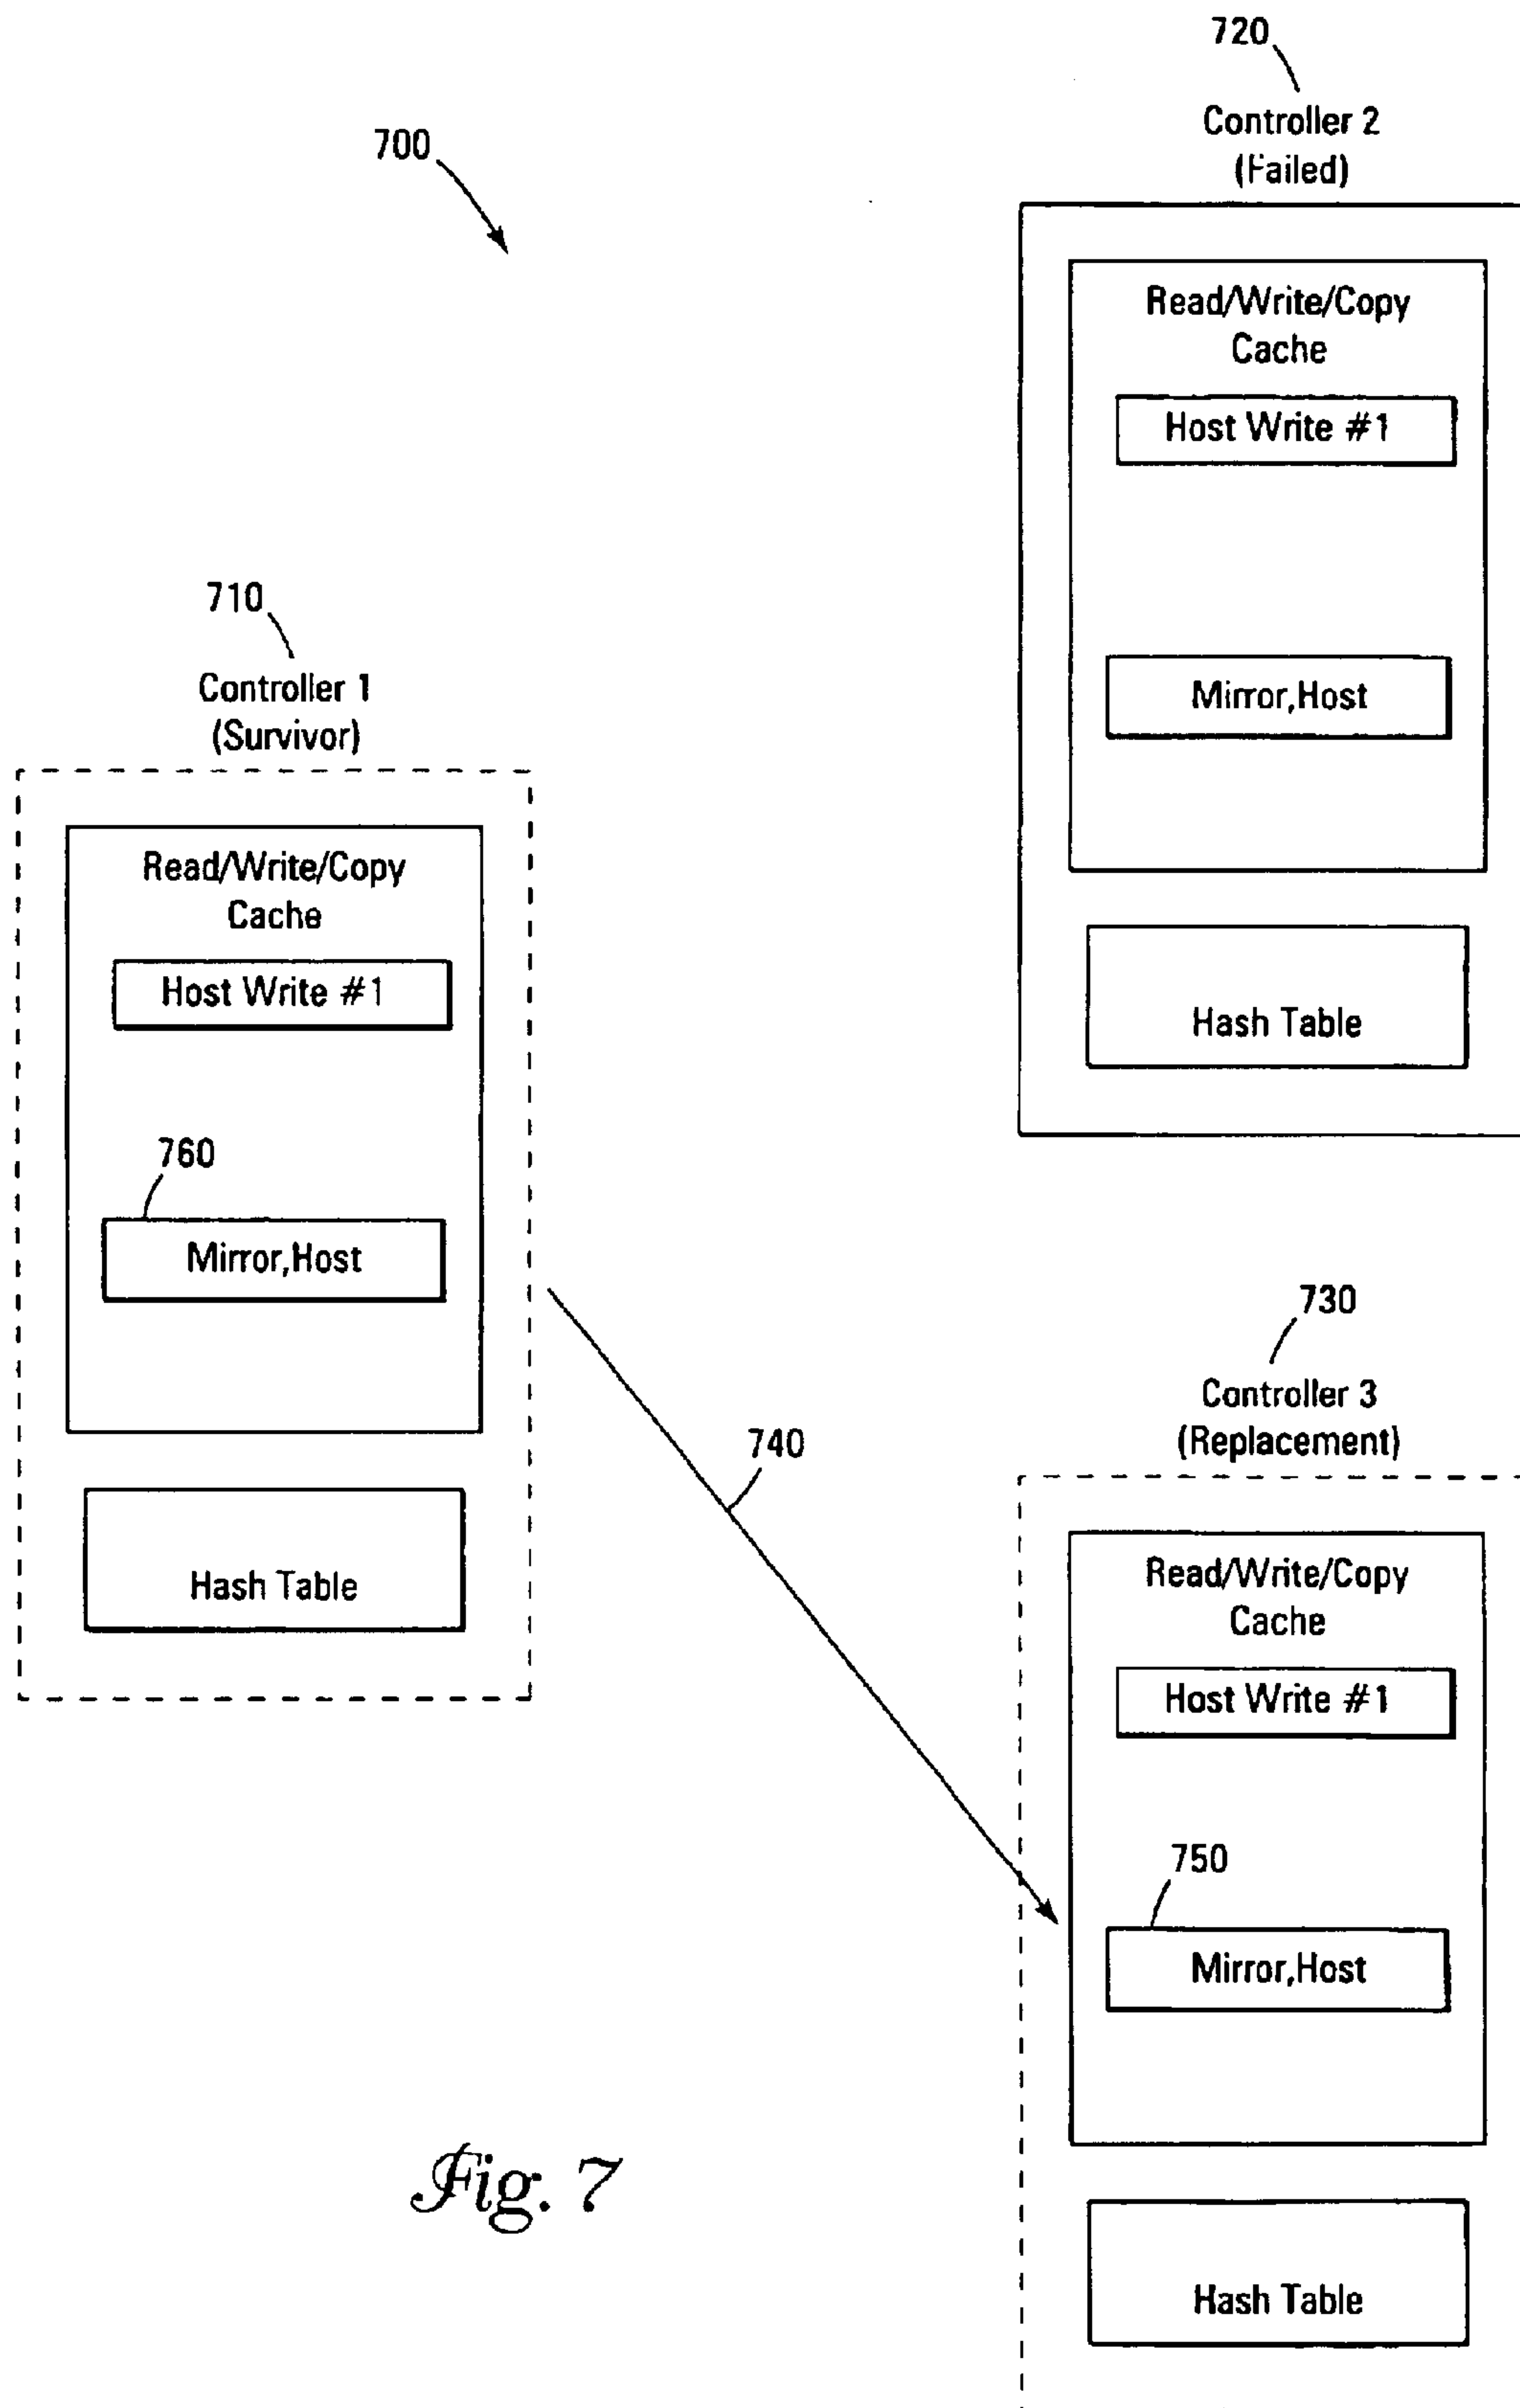 720
Controller 2
(Failed)
700
Read/Write/Copy
Cache
Host Write #1
Mirror,Host
Hash Table
710
Controller 1
(Survivor)
Read/Write/Copy
Cache
Host Write #1
760
Mirror,Host
Hash Table
740
730
Controller 3
(Replacement)
Read/Write/Copy
Cache
Host Write #1
750
Mirror,Host
Hash Table
Fig. 7